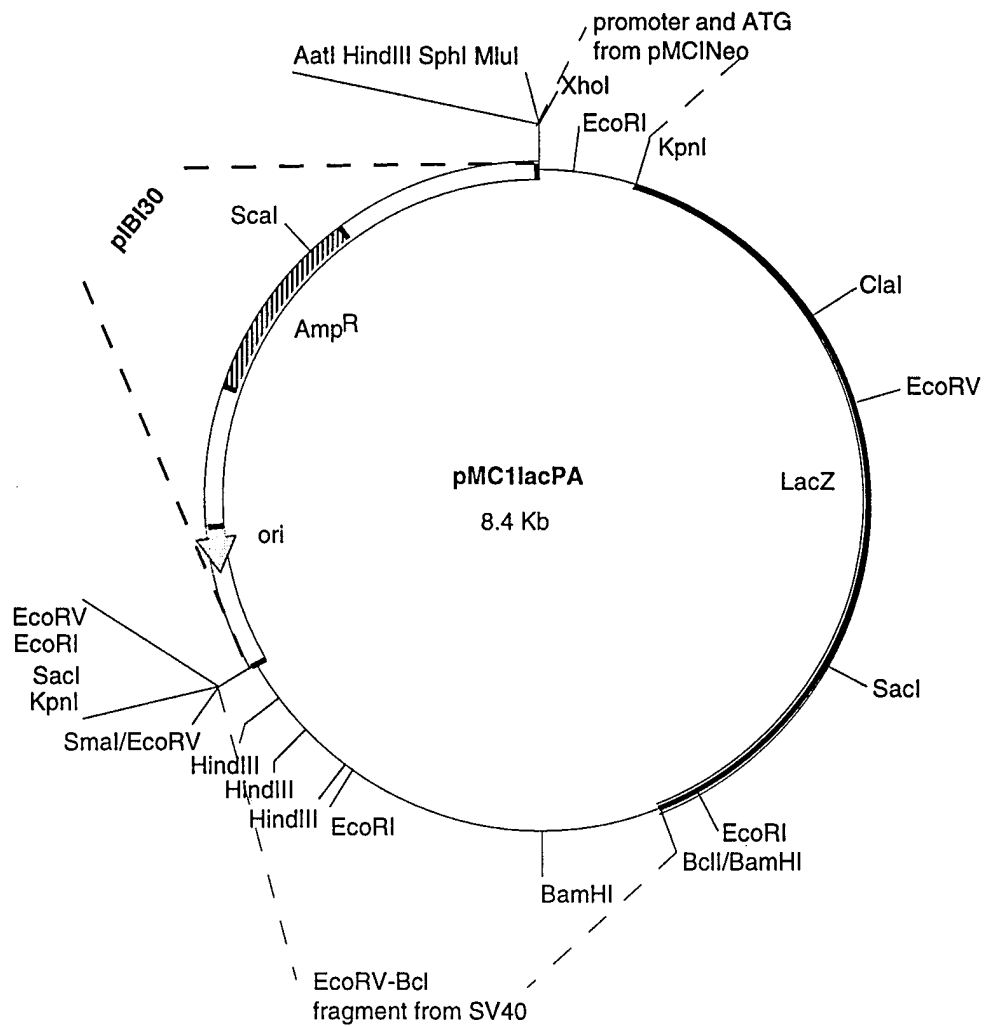 promoter and ATG
from pMCINeo
AatI HindIII SphI MluI
XhoI
EcoRI
KpnI
pIBI30
ScaI
ClaI
AmpR
EcoRV
pMC1lacPA
LacZ
8.4 Kb
ori
EcoRV
EcoRI
SacI
KpnI
SacI
SmaI/EcoRV
HindIII
HindIII
HindIII
EcoRI
EcoRI
BclI/BamHI
BamHI
EcoRV-Bcl
fragment from SV40